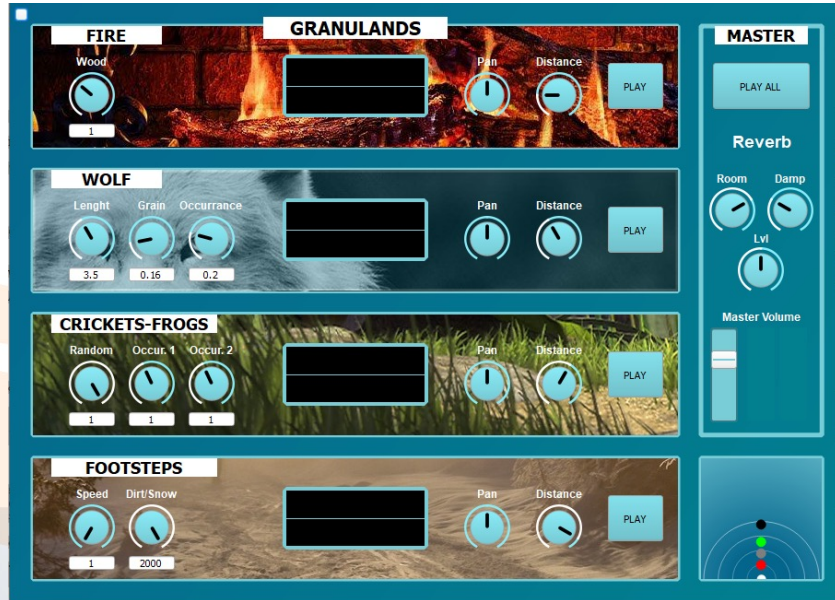 GRANULANDS
FIRE
Wood
1
Pan Distance
PLAY
WOLF
Lenght Grain Occurrance
3.5 0.16 0.2
Pan Distance
PLAY
CRICKETS-FROGS
Random Occur. 1 Occur. 2
1 1 1
Pan Distance
PLAY
FOOTSTEPS
Speed Dirt/Snow
1 2000
Pan Distance
PLAY
MASTER
PLAY ALL
Reverb
Room Damp
Lvl
Master Volume